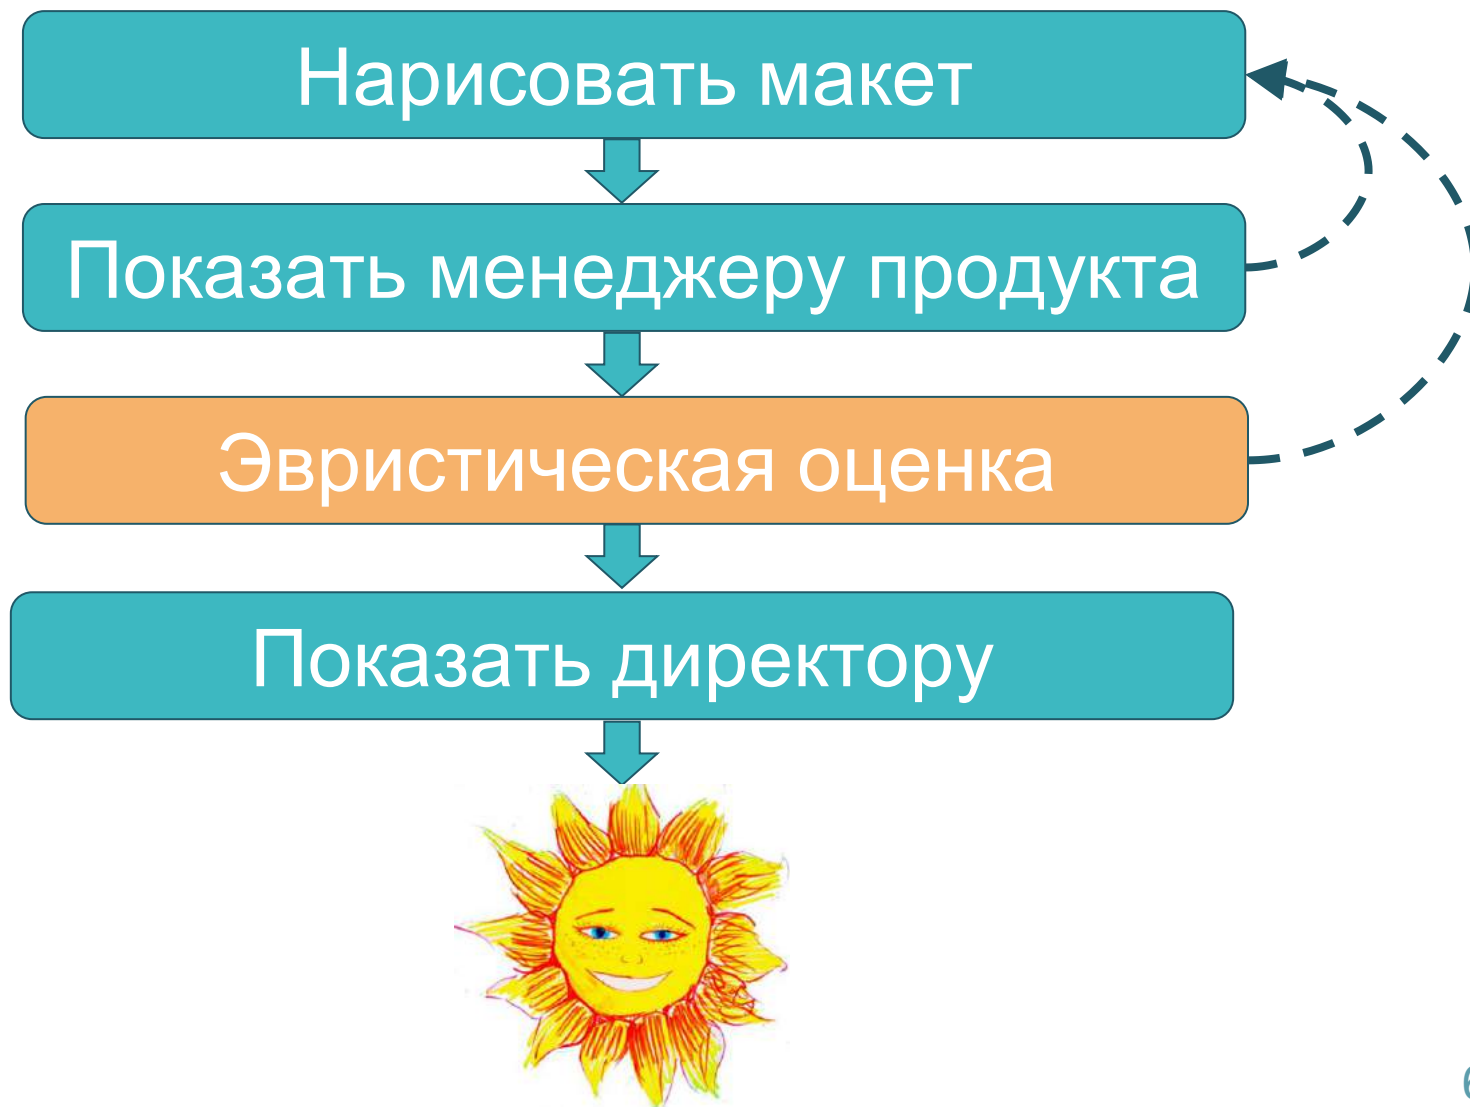 Нарисовать макет
Показать менеджеру продукта
Эвристическая оценка
Показать директору